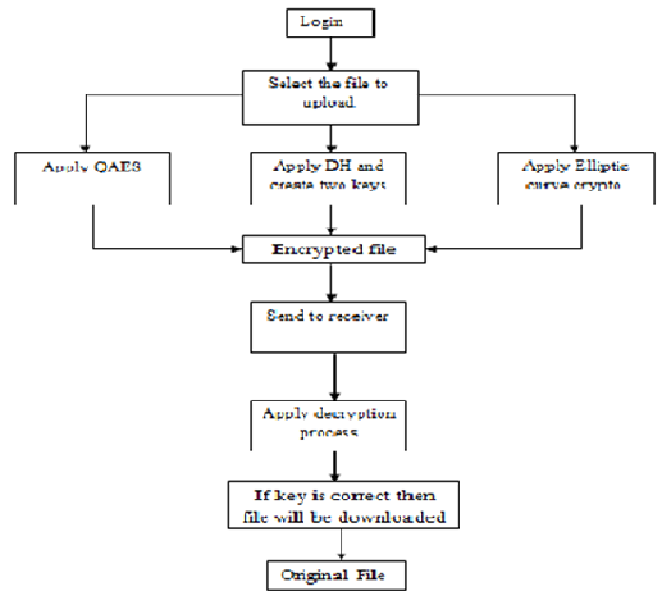 Login
Select the file to
upload.
Apply OAES
Apply DH and
create two keys
Apply Elliptic
curve crypto
Encrypted file
Send to receiver
Apply decryption
process
If key is correct then
file will be downloaded
Original File